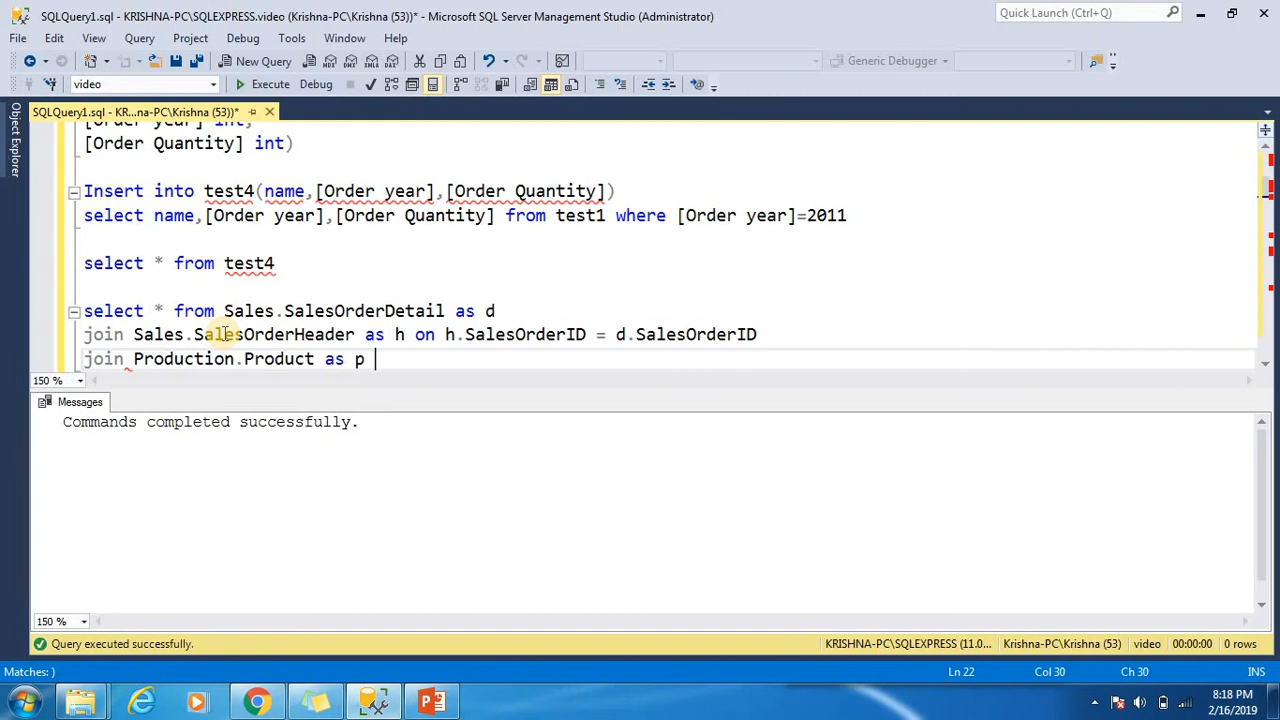 SQLQuery1.sql - KRISHNA-PC\SQLEXPRESS.video (Krishna-PC\Krishna (53))* - Microsoft SQL Server Management Studio (Administrator)
Quick Launch (Ctrl+Q)
File Edit View Query Project Debug Tools Window Help
New Query
Generic Debugger
video
Execute Debug
SQLQuery1.sql - KR...na-PC\Krishna (53))*
Object Explorer
[Order year] int,
[Order Quantity] int)
Insert into test4(name,[Order year],[Order Quantity])
select name,[Order year],[Order Quantity] from test1 where [Order year]=2011
select * from test4
select * from Sales.SalesOrderDetail as d
join Sales.SalesOrderHeader as h on h.SalesOrderID = d.SalesOrderID
join Production.Product as p
150 %
Messages
Commands completed successfully.
150 %
Query executed successfully.
KRISHNA-PC\SQLEXPRESS (11.0... Krishna-PC\Krishna (53) video 00:00:00 0 rows
Matches: ) Ln 22 Col 30 Ch 30 INS
8:18 PM
2/16/2019